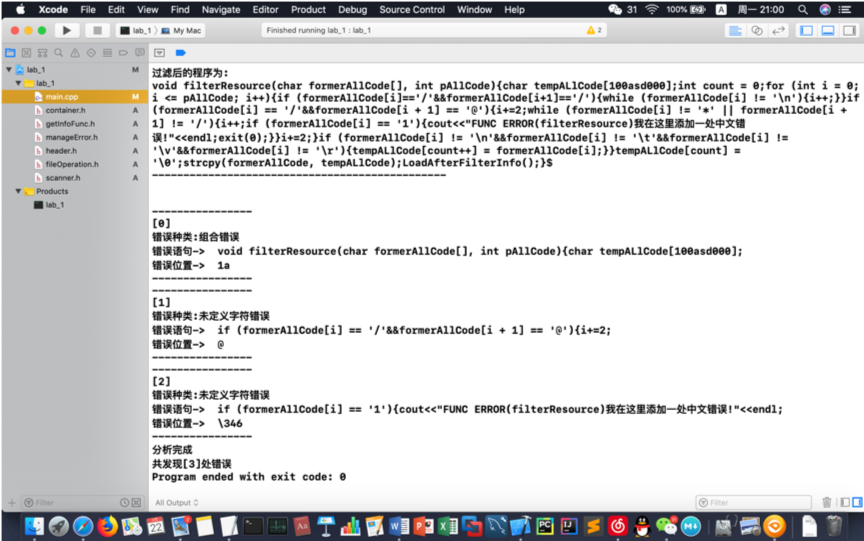 Xcode File Edit View Find Navigate Editor Product Debug Source Control Window Help 31 100% A 周一 21:00
lab_1 My Mac Finished running lab_1 : lab_1 2
lab_1 M
lab_1
main.cpp M
container.h A
getInfoFunc.h A
manageError.h A
header.h A
fileOperation.h A
scanner.h A
Products
lab_1
过滤后的程序为:
void filterResource(char formerAllCode[], int pAllCode){char tempALlCode[100asd000];int count = 0;for (int i = 0;
i <= pAllCode; i++){if (formerAllCode[i]=='/'&&formerAllCode[i+1]=='/'){while (formerAllCode[i] != '\n'){i++;}}if
(formerAllCode[i] == '/'&&formerAllCode[i + 1] == '@'){i+=2;while (formerAllCode[i] != '*' || formerAllCode[i +
1] != '/'){i++;if (formerAllCode[i] == '1'){cout<<"FUNC ERROR(filterResource)我在这里添加一处中文错
误!"<<endl;exit(0);}}i+=2;}if (formerAllCode[i] != '\n'&&formerAllCode[i] != '\t'&&formerAllCode[i] !=
'\v'&&formerAllCode[i] != '\r'){tempALlCode[count++] = formerAllCode[i];}}tempALlCode[count] =
'\0';strcpy(formerAllCode, tempALlCode);LoadAfterFilterInfo();}$
----------------------------------------------
----------------
[0]
错误种类:组合错误
错误语句-> void filterResource(char formerAllCode[], int pAllCode){char tempALlCode[100asd000];
错误位置-> 1a
----------------
----------------
[1]
错误种类:未定义字符错误
错误语句-> if (formerAllCode[i] == '/'&&formerAllCode[i + 1] == '@'){i+=2;
错误位置-> @
----------------
----------------
[2]
错误种类:未定义字符错误
错误语句-> if (formerAllCode[i] == '1'){cout<<"FUNC ERROR(filterResource)我在这里添加一处中文错误!"<<endl;
错误位置-> \346
----------------
分析完成
共发现[3]处错误
Program ended with exit code: 0
Filter All Output Filter